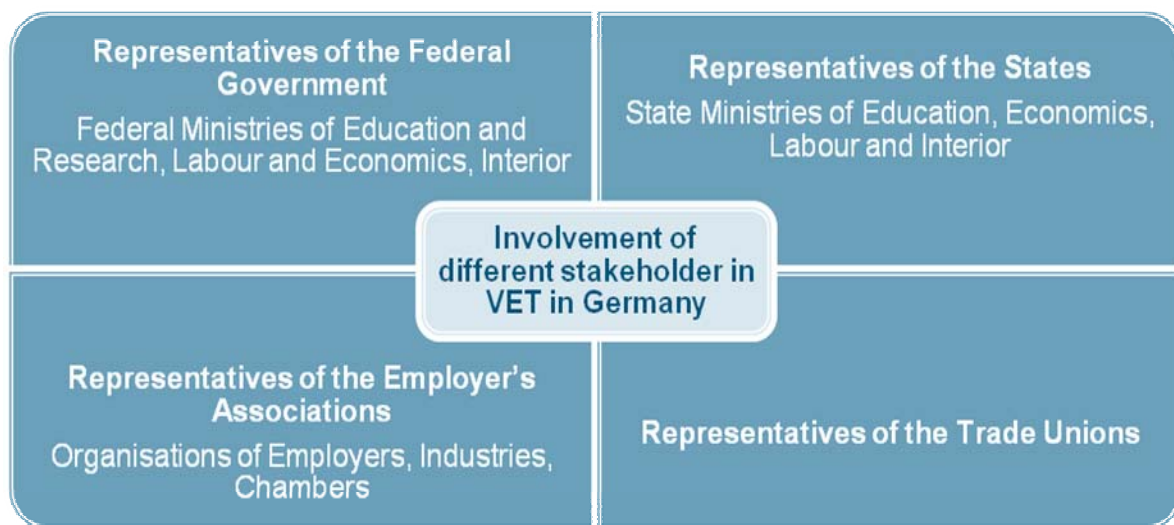 Representatives of the Federal
Government
Federal Ministries of Education and
Research, Labour and Economics, Interior
Representatives of the States
State Ministries of Education, Economics,
Labour and Interior
Involvement of
different stakeholder in
VET in Germany
Representatives of the Employer's
Associations
Organisations of Employers, Industries,
Chambers
Representatives of the Trade Unions